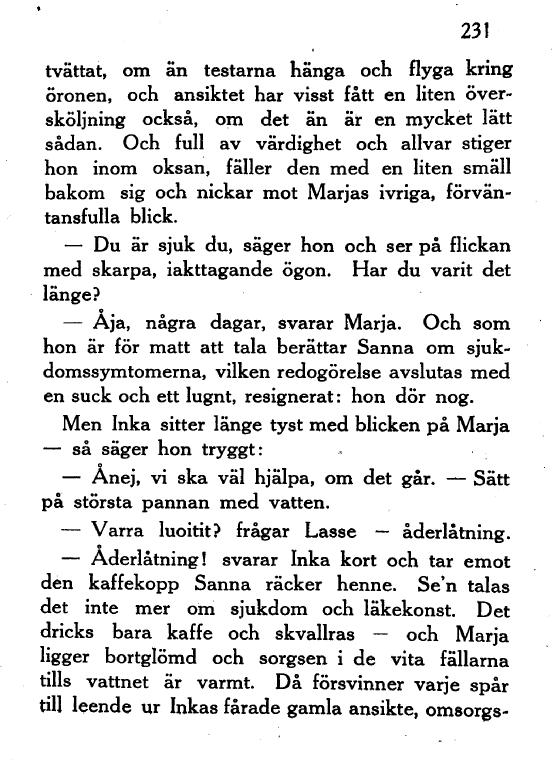 231
tvättat, om än testarna hänga och flyga kring
öronen, och ansiktet har visst fått en liten över-
sköljning också, om det än är en mycket lätt
sådan. Och full av värdighet och allvar stiger
hon inom oksan, fäller den med en liten smäll
bakom sig och nickar mot Marjas ivriga, förvän-
tansfulla blick.
— Du är sjuk du, säger hon och ser på flickan
med skarpa, iakttagande ögon. Har du varit det
länge?
— Åja, några dagar, svarar Marja. Och som
hon är för matt att tala berättar Sanna om sjuk-
domssymtomerna, vilken redogörelse avslutas med
en suck och ett lugnt, resignerat: hon dör nog.
Men Inka sitter länge tyst med blicken på Marja
— så säger hon tryggt:
— Ånej, vi ska väl hjälpa, om det går. — Sätt
på största pannan med vatten.
— Varra luoitit? frågar Lasse — åderlåtning.
— Åderlåtning! svarar Inka kort och tar emot
den kaffekopp Sanna räcker henne. Se'n talas
det inte mer om sjukdom och läkekonst. Det
dricks bara kaffe och skvallras — och Marja
ligger bortglömd och sorgsen i de vita fällarna
tills vattnet är varmt. Då försvinner varje spår
till leende ur Inkas fårade gamla ansikte, omsorgs-